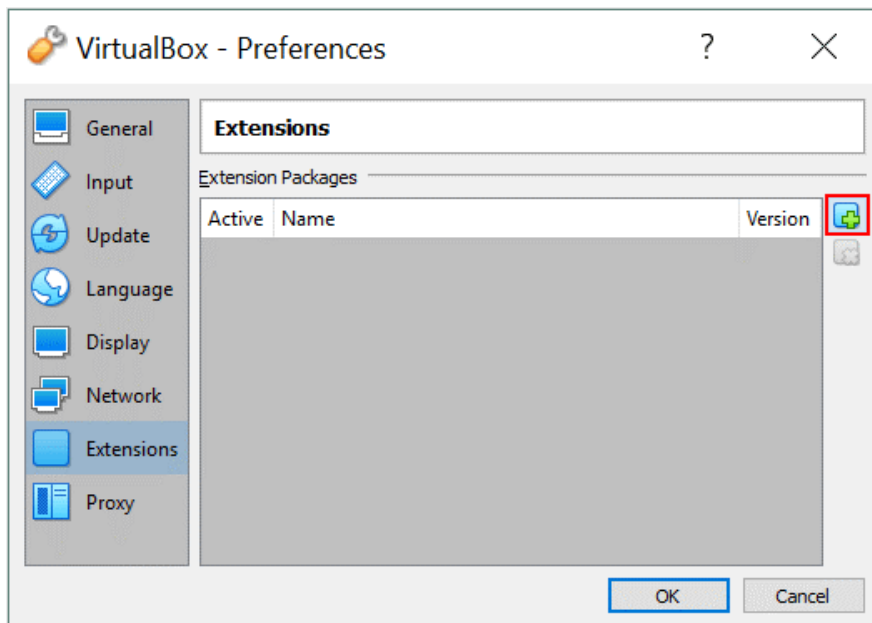 VirtualBox - Preferences
?
General
Input
Update
Language
Display
Network
Extensions
Proxy
Extensions
Extension Packages
Active Name Version
OK Cancel